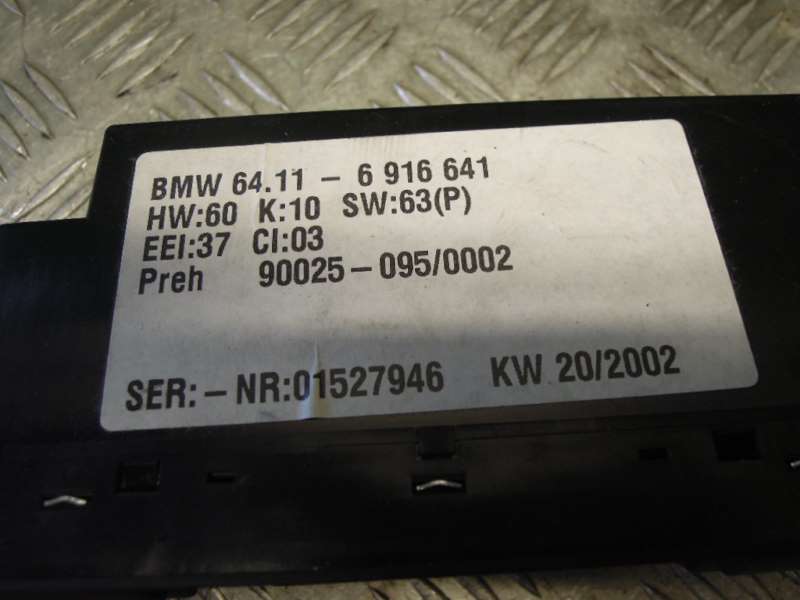 BMW 64.11 - 6 916 641
HW:60 K:10 SW:63(P)
EEI:37 CI:03
Preh 90025-095/0002
SER:-NR:01527946 KW 20/2002